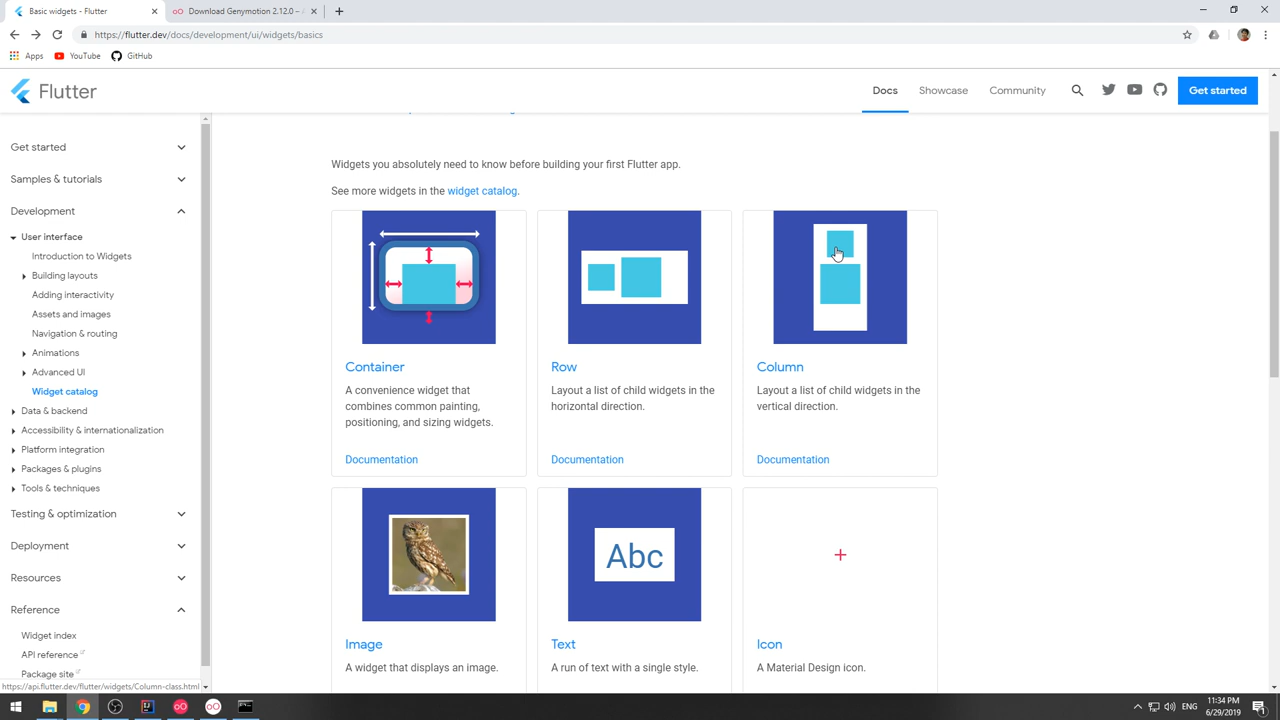 Basic widgets - Flutter
Download Genymotion 2.12.0 –
https://flutter.dev/docs/development/ui/widgets/basics
Apps
YouTube
GitHub
Flutter
Docs
Showcase
Community
Get started
Get started
Samples & tutorials
Development
User interface
Introduction to Widgets
Building layouts
Adding interactivity
Assets and images
Navigation & routing
Animations
Advanced UI
Widget catalog
Data & backend
Accessibility & internationalization
Platform integration
Packages & plugins
Tools & techniques
Testing & optimization
Deployment
Resources
Reference
Widget index
API reference
Package site
https://api.flutter.dev/flutter/widgets/Column-class.html
Widgets you absolutely need to know before building your first Flutter app.
See more widgets in the widget catalog.
Container
A convenience widget that
combines common painting,
positioning, and sizing widgets.
Documentation
Row
Layout a list of child widgets in the
horizontal direction.
Documentation
Column
Layout a list of child widgets in the
vertical direction.
Documentation
Image
A widget that displays an image.
Abc
Text
A run of text with a single style.
Icon
A Material Design icon.
ENG
11:34 PM
6/29/2019
1